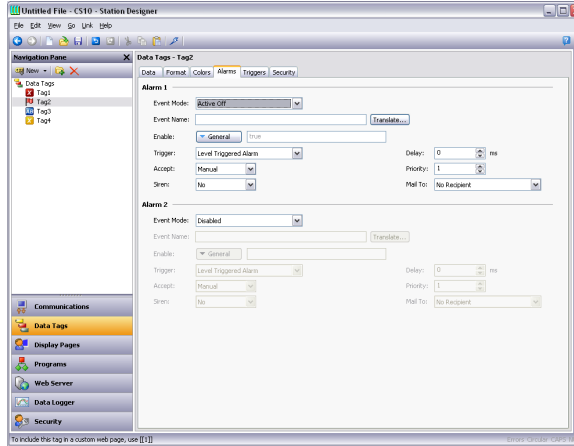 Untitled File - CS10 - Station Designer
File Edit View Go Link Help
Navigation Pane X
New
Data Tags
Tag1
Tag2
Tag3
Tag4
Communications
Data Tags
Display Pages
Programs
Web Server
Data Logger
Security
Data Tags - Tag2
Data Format Colors Alarms Triggers Security
Alarm 1
Event Mode: Active Off
Event Name: Translate...
Enable: General true
Trigger: Level Triggered Alarm Delay: 0 ms
Accept: Manual Priority: 1
Siren: No Mail To: No Recipient
Alarm 2
Event Mode: Disabled
Event Name: Translate...
Enable: General
Trigger: Level Triggered Alarm Delay: 0 ms
Accept: Manual Priority: 1
Siren: No Mail To: No Recipient
To include this tag in a custom web page, use [[1]]
Errors Circular CAPS